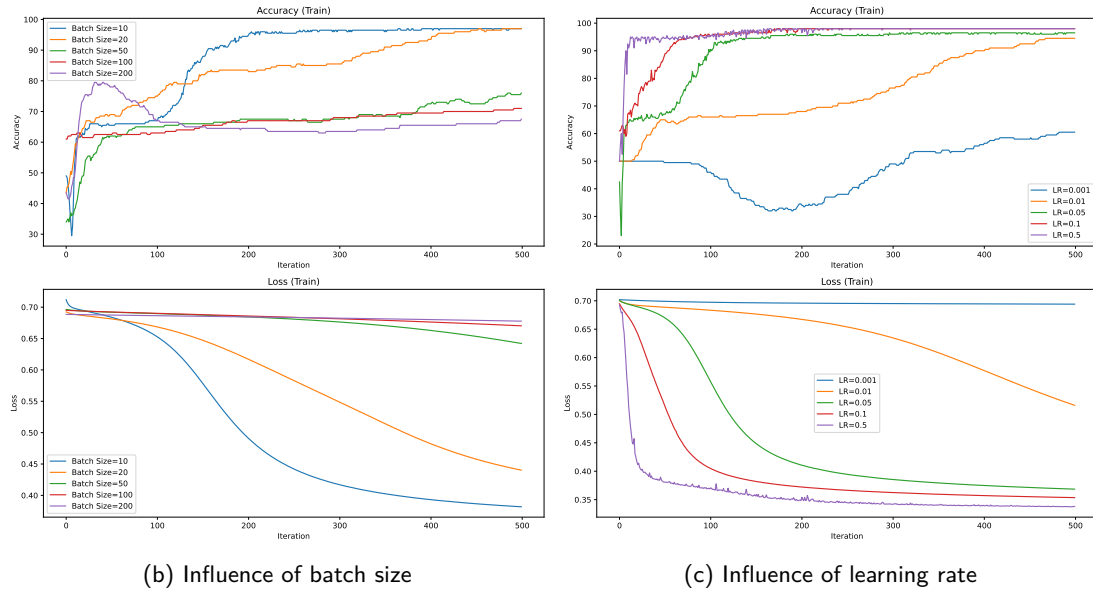 Accuracy (Train)
100
90
80
70
60
50
40
30
Accuracy
Batch Size=10
Batch Size=20
Batch Size=50
Batch Size=100
Batch Size=200
0
100
200
300
400
500
Iteration
Loss (Train)
0.70
0.65
0.60
0.55
0.50
0.45
0.40
Loss
Batch Size=10
Batch Size=20
Batch Size=50
Batch Size=100
Batch Size=200
0
100
200
300
400
500
Iteration
(b) Influence of batch size
Accuracy (Train)
100
90
80
70
60
50
40
30
20
Accuracy
LR=0.001
LR=0.01
LR=0.05
LR=0.1
LR=0.5
0
100
200
300
400
500
Iteration
Loss (Train)
0.70
0.65
0.60
0.55
0.50
0.45
0.40
0.35
Loss
LR=0.001
LR=0.01
LR=0.05
LR=0.1
LR=0.5
0
100
200
300
400
500
Iteration
(c) Influence of learning rate